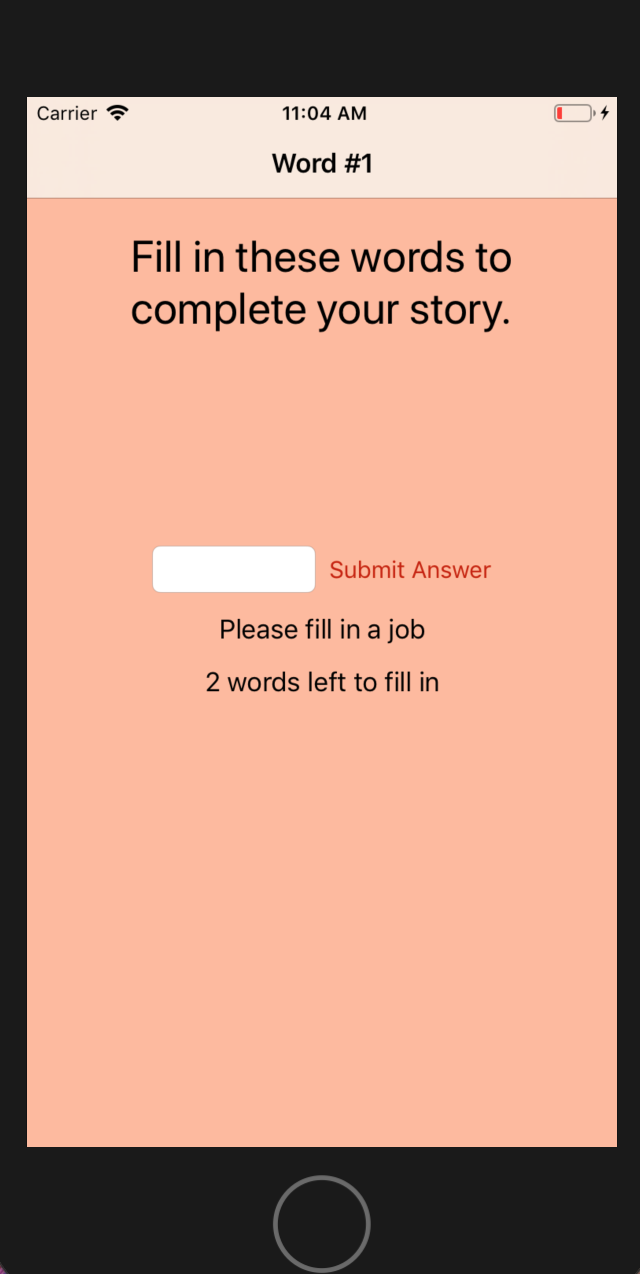 Carrier 11:04 AM
Word #1
Fill in these words to
complete your story.
Submit Answer
Please fill in a job
2 words left to fill in